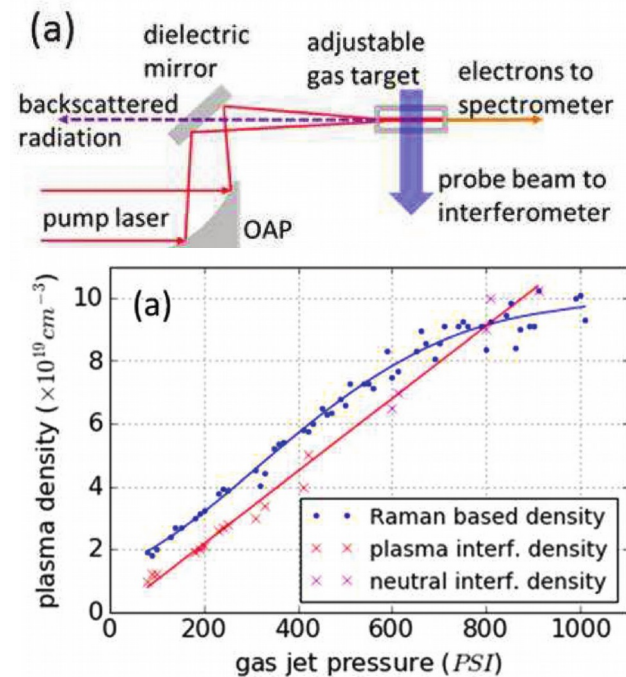 (a)
dielectric
mirror
adjustable
gas target
electrons to
spectrometer
backscattered
radiation
probe beam to
interferometer
pump laser
OAP
(a)
plasma density (×10¹⁹ cm⁻³)
10
8
6
4
2
0
Raman based density
plasma interf. density
neutral interf. density
0 200 400 600 800 1000
gas jet pressure (PSI)